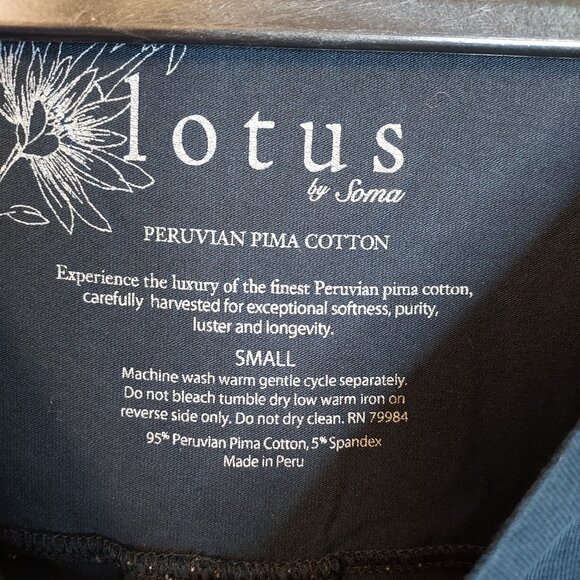 lotus
by Soma
PERUVIAN PIMA COTTON
Experience the luxury of the finest Peruvian pima cotton,
carefully harvested for exceptional softness, purity,
luster and longevity.
SMALL
Machine wash warm gentle cycle separately.
Do not bleach tumble dry low warm iron on
reverse side only. Do not dry clean. RN 79984
95% Peruvian Pima Cotton, 5% Spandex
Made in Peru